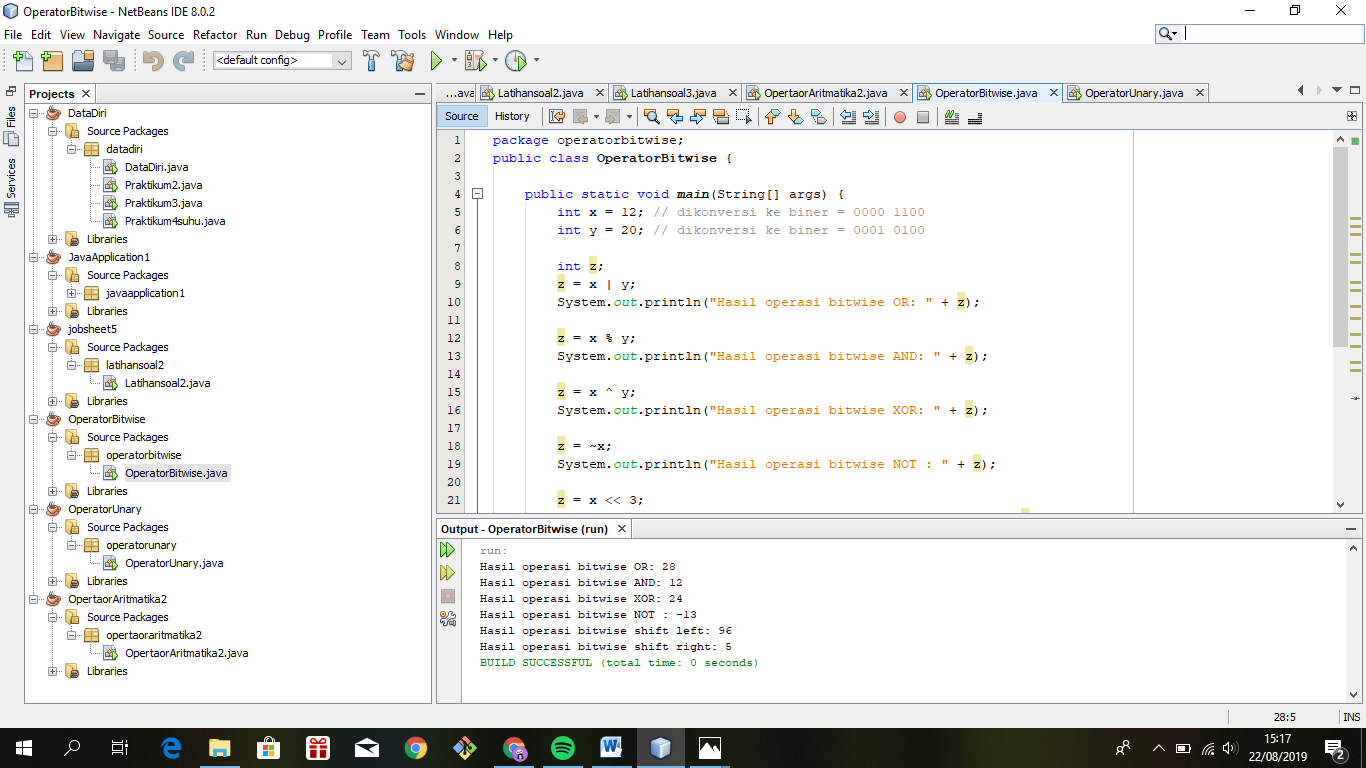 OperatorBitwise - NetBeans IDE 8.0.2
File Edit View Navigate Source Refactor Run Debug Profile Team Tools Window Help
<default config>
Files
Services
Projects
DataDiri
Source Packages
datadiri
DataDiri.java
Praktikum2.java
Praktikum3.java
Praktikum4suhu.java
Libraries
JavaApplication1
Source Packages
javaapplication1
Libraries
jobsheet5
Source Packages
latihansoal2
Latihansoal2.java
Libraries
OperatorBitwise
Source Packages
operatorbitwise
OperatorBitwise.java
Libraries
OperatorUnary
Source Packages
operatorunary
OperatorUnary.java
Libraries
OpertaorAritmatika2
Source Packages
opertaoraritmatika2
OpertaorAritmatika2.java
Libraries
...ava Latihansoal2.java Latihansoal3.java OpertaorAritmatika2.java OperatorBitwise.java OperatorUnary.java
Source History
1 package operatorbitwise;
2 public class OperatorBitwise {
3
4 public static void main(String[] args) {
5 int x = 12; // dikonversi ke biner = 0000 1100
6 int y = 20; // dikonversi ke biner = 0001 0100
7
8 int z;
9 z = x | y;
10 System.out.println("Hasil operasi bitwise OR: " + z);
11
12 z = x % y;
13 System.out.println("Hasil operasi bitwise AND: " + z);
14
15 z = x ^ y;
16 System.out.println("Hasil operasi bitwise XOR: " + z);
17
18 z = ~x;
19 System.out.println("Hasil operasi bitwise NOT : " + z);
20
21 z = x << 3;
Output - OperatorBitwise (run)
run:
Hasil operasi bitwise OR: 28
Hasil operasi bitwise AND: 12
Hasil operasi bitwise XOR: 24
Hasil operasi bitwise NOT : -13
Hasil operasi bitwise shift left: 96
Hasil operasi bitwise shift right: 5
BUILD SUCCESSFUL (total time: 0 seconds)
28:5 INS
15:17
22/08/2019
2